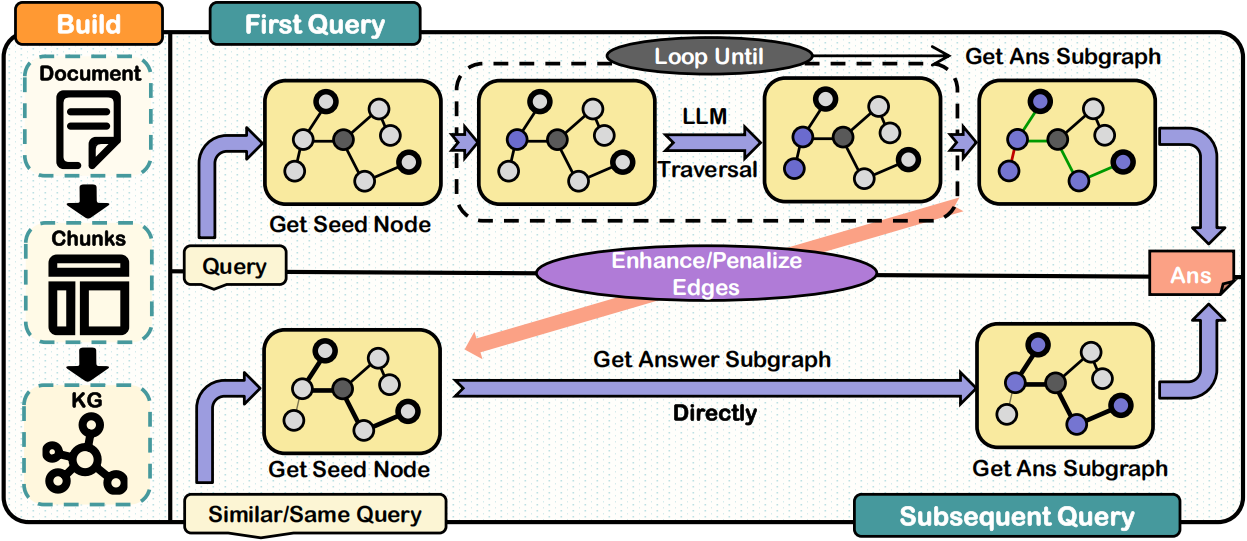 Build
First Query
Document
Chunks
KG
Loop Until
Get Ans Subgraph
LLM
Traversal
Get Seed Node
Query
Enhance/Penalize
Edges
Ans
Get Answer Subgraph
Directly
Get Seed Node
Get Ans Subgraph
Similar/Same Query
Subsequent Query